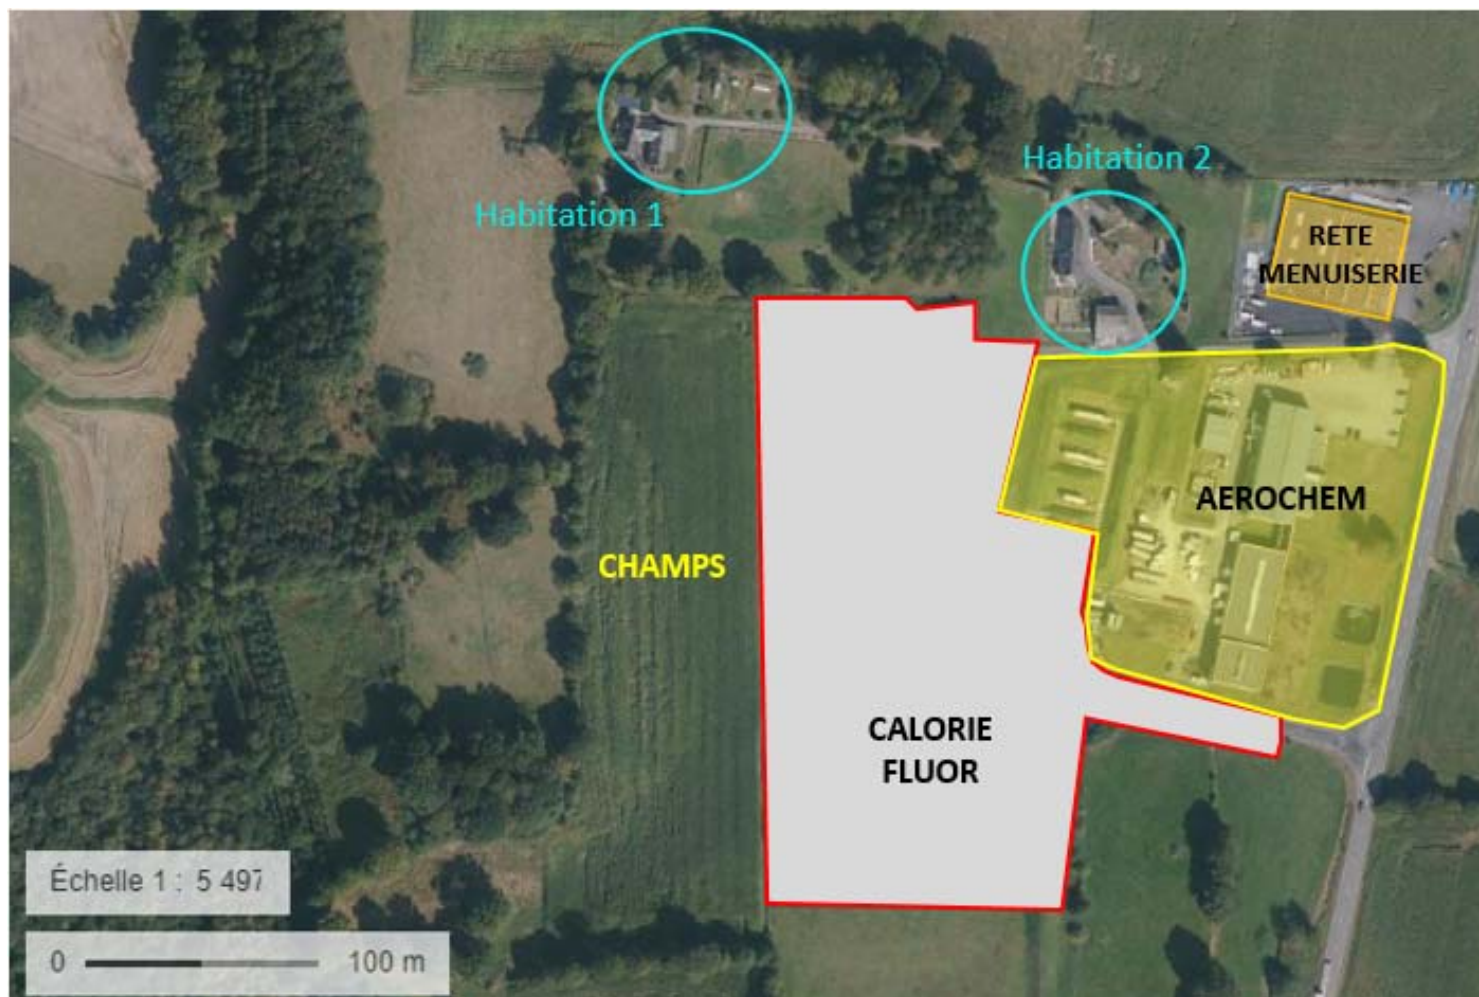 Habitation 1
Habitation 2
RETE
MENUISERIE
AEROCHEM
CHAMPS
CALORIE
FLUOR
Échelle 1 : 5 497
0 100 m